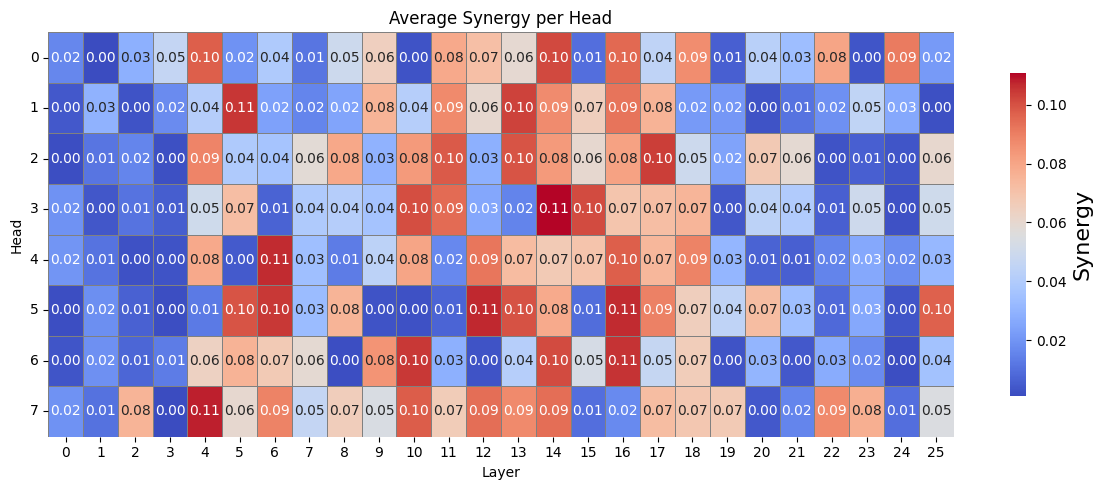 Average Synergy per Head
0 0.02 0.00 0.03 0.05 0.10 0.02 0.04 0.01 0.05 0.06 0.00 0.08 0.07 0.06 0.10 0.01 0.10 0.04 0.09 0.01 0.04 0.03 0.08 0.00 0.09 0.02
1 0.00 0.03 0.00 0.02 0.04 0.11 0.02 0.02 0.02 0.08 0.04 0.09 0.06 0.10 0.09 0.07 0.09 0.08 0.02 0.02 0.00 0.01 0.02 0.05 0.03 0.00
2 0.00 0.01 0.02 0.00 0.09 0.04 0.04 0.06 0.08 0.03 0.08 0.10 0.03 0.10 0.08 0.06 0.08 0.10 0.05 0.02 0.07 0.06 0.00 0.01 0.00 0.06
3 0.02 0.00 0.01 0.01 0.05 0.07 0.01 0.04 0.04 0.04 0.10 0.09 0.03 0.02 0.11 0.10 0.07 0.07 0.07 0.00 0.04 0.04 0.01 0.05 0.00 0.05
4 0.02 0.01 0.00 0.00 0.08 0.00 0.11 0.03 0.01 0.04 0.08 0.02 0.09 0.07 0.07 0.07 0.10 0.07 0.09 0.03 0.01 0.01 0.02 0.03 0.02 0.03
5 0.00 0.02 0.01 0.00 0.01 0.10 0.10 0.03 0.08 0.00 0.00 0.01 0.11 0.10 0.08 0.01 0.11 0.09 0.07 0.04 0.07 0.03 0.01 0.03 0.00 0.10
6 0.00 0.02 0.01 0.01 0.06 0.08 0.07 0.06 0.00 0.08 0.10 0.03 0.00 0.04 0.10 0.05 0.11 0.05 0.07 0.00 0.03 0.00 0.03 0.02 0.00 0.04
7 0.02 0.01 0.08 0.00 0.11 0.06 0.09 0.05 0.07 0.05 0.10 0.07 0.09 0.09 0.09 0.01 0.02 0.07 0.07 0.07 0.00 0.02 0.09 0.08 0.01 0.05
0 1 2 3 4 5 6 7 8 9 10 11 12 13 14 15 16 17 18 19 20 21 22 23 24 25
Layer
Head
0.10
0.08
0.06
0.04
0.02
Synergy